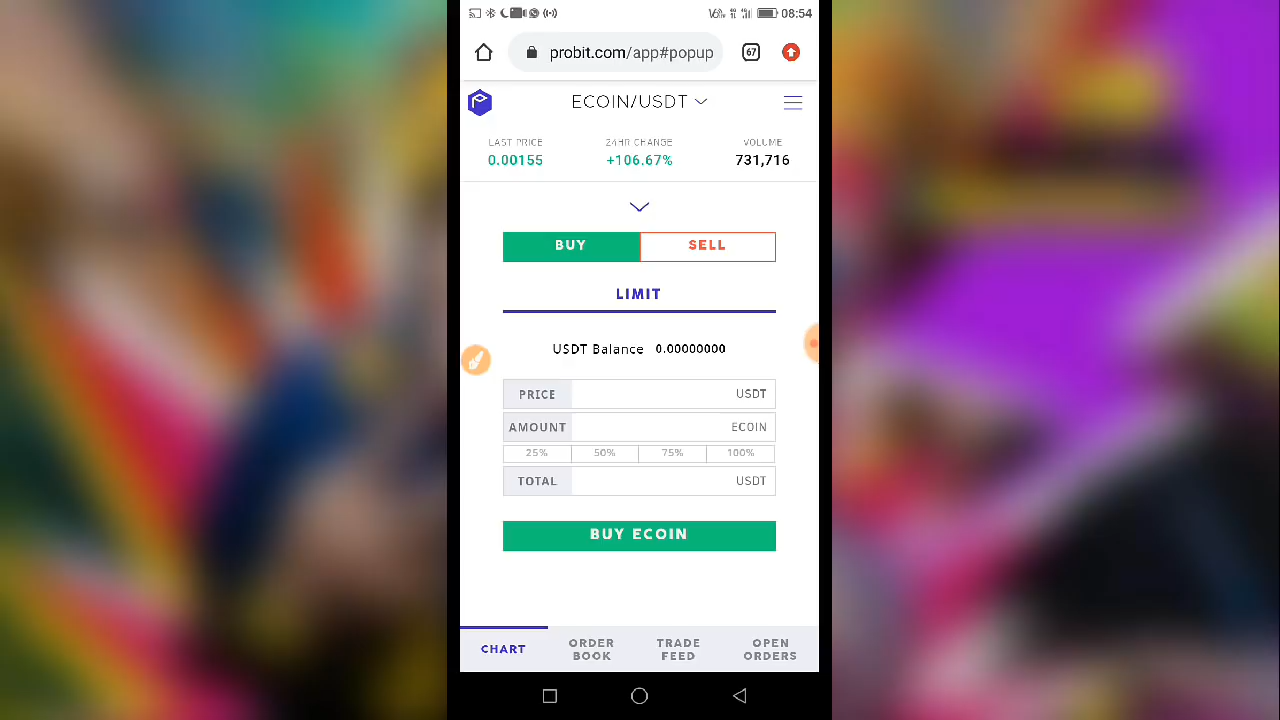 08:54
probit.com/app#popup
67
ECOIN/USDT
LAST PRICE 24HR CHANGE VOLUME
0.00155 +106.67% 731,716
BUY SELL
LIMIT
USDT Balance 0.00000000
PRICE USDT
AMOUNT ECOIN
25% 50% 75% 100%
TOTAL USDT
BUY ECOIN
CHART
ORDER BOOK
TRADE FEED
OPEN ORDERS